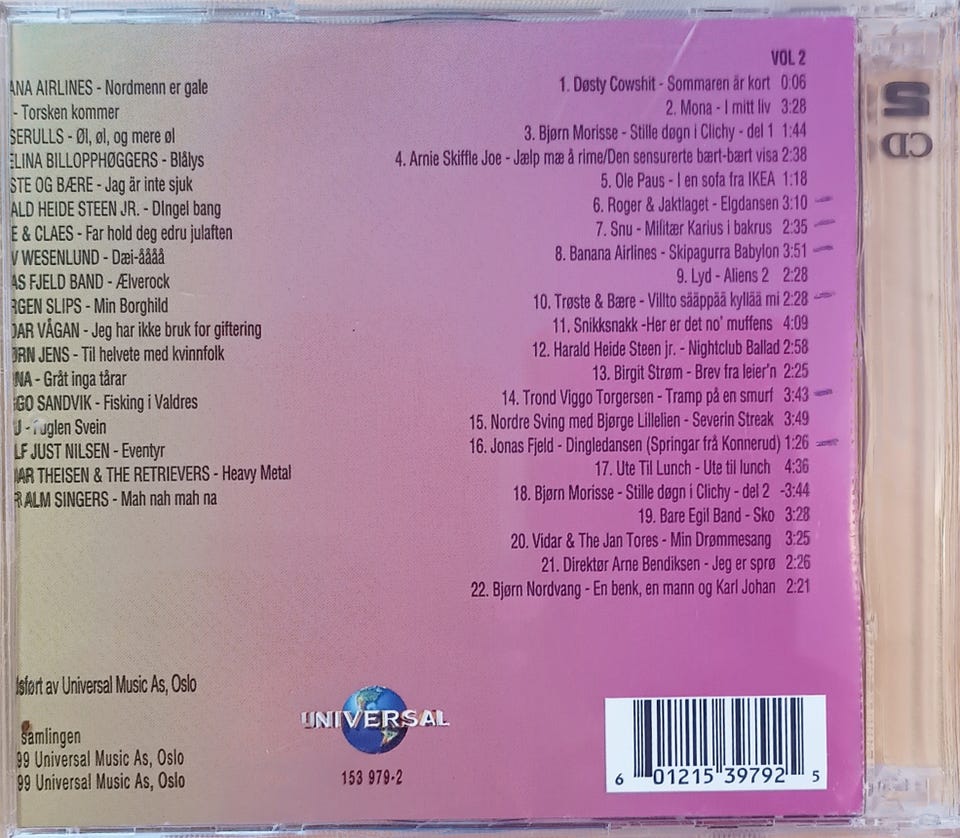 ANA AIRLINES - Nordmenn er gale
- Torsken kommer
SERULLS - Øl, øl, og mere øl
ELINA BILLOPPHØGGERS - Blålys
STE OG BÆRE - Jag är inte sjuk
ALD HEIDE STEEN JR. - DIngel bang
E & CLAES - Far hold deg edru julaften
V WESENLUND - Dæi-åååå
AS FJELD BAND - Ælverock
RGEN SLIPS - Min Borghild
DAR VÅGAN - Jeg har ikke bruk for giftering
ØRN JENS - Til helvete med kvinnfolk
NA - Gråt inga tårar
GO SANDVIK - Fisking i Valdres
U - Fuglen Svein
LF JUST NILSEN - Eventyr
AR THEISEN & THE RETRIEVERS - Heavy Metal
R ALM SINGERS - Mah nah mah na
VOL 2
1. Døsty Cowshit - Sommaren är kort 0:06
2. Mona - I mitt liv 3:28
3. Bjørn Morisse - Stille døgn i Clichy - del 1 1:44
4. Arnie Skiffle Joe - Jælp mæ å rime/Den sensurerte bært-bært visa 2:38
5. Ole Paus - I en sofa fra IKEA 1:18
6. Roger & Jaktlaget - Elgdansen 3:10
7. Snu - Militær Karius i bakrus 2:35
8. Banana Airlines - Skipagurra Babylon 3:51
9. Lyd - Aliens 2 2:28
10. Trøste & Bære - Villto sääppää kyllää mi 2:28
11. Snikksnakk -Her er det no' muffens 4:09
12. Harald Heide Steen jr. - Nightclub Ballad 2:58
13. Birgit Strøm - Brev fra leier'n 2:25
14. Trond Viggo Torgersen - Tramp på en smurf 3:43
15. Nordre Sving med Bjørge Lillelien - Severin Streak 3:49
16. Jonas Fjeld - Dingledansen (Springar frå Konnerud) 1:26
17. Ute Til Lunch - Ute til lunch 4:36
18. Bjørn Morisse - Stille døgn i Clichy - del 2 -3:44
19. Bare Egil Band - Sko 3:28
20. Vidar & The Jan Tores - Min Drømmesang 3:25
21. Direktør Arne Bendiksen - Jeg er sprø 2:26
22. Bjørn Nordvang - En benk, en mann og Karl Johan 2:21
2
CD
dsført av Universal Music As, Oslo
samlingen
99 Universal Music As, Oslo
99 Universal Music As, Oslo
UNIVERSAL
153 979-2
6 01215 39792 5